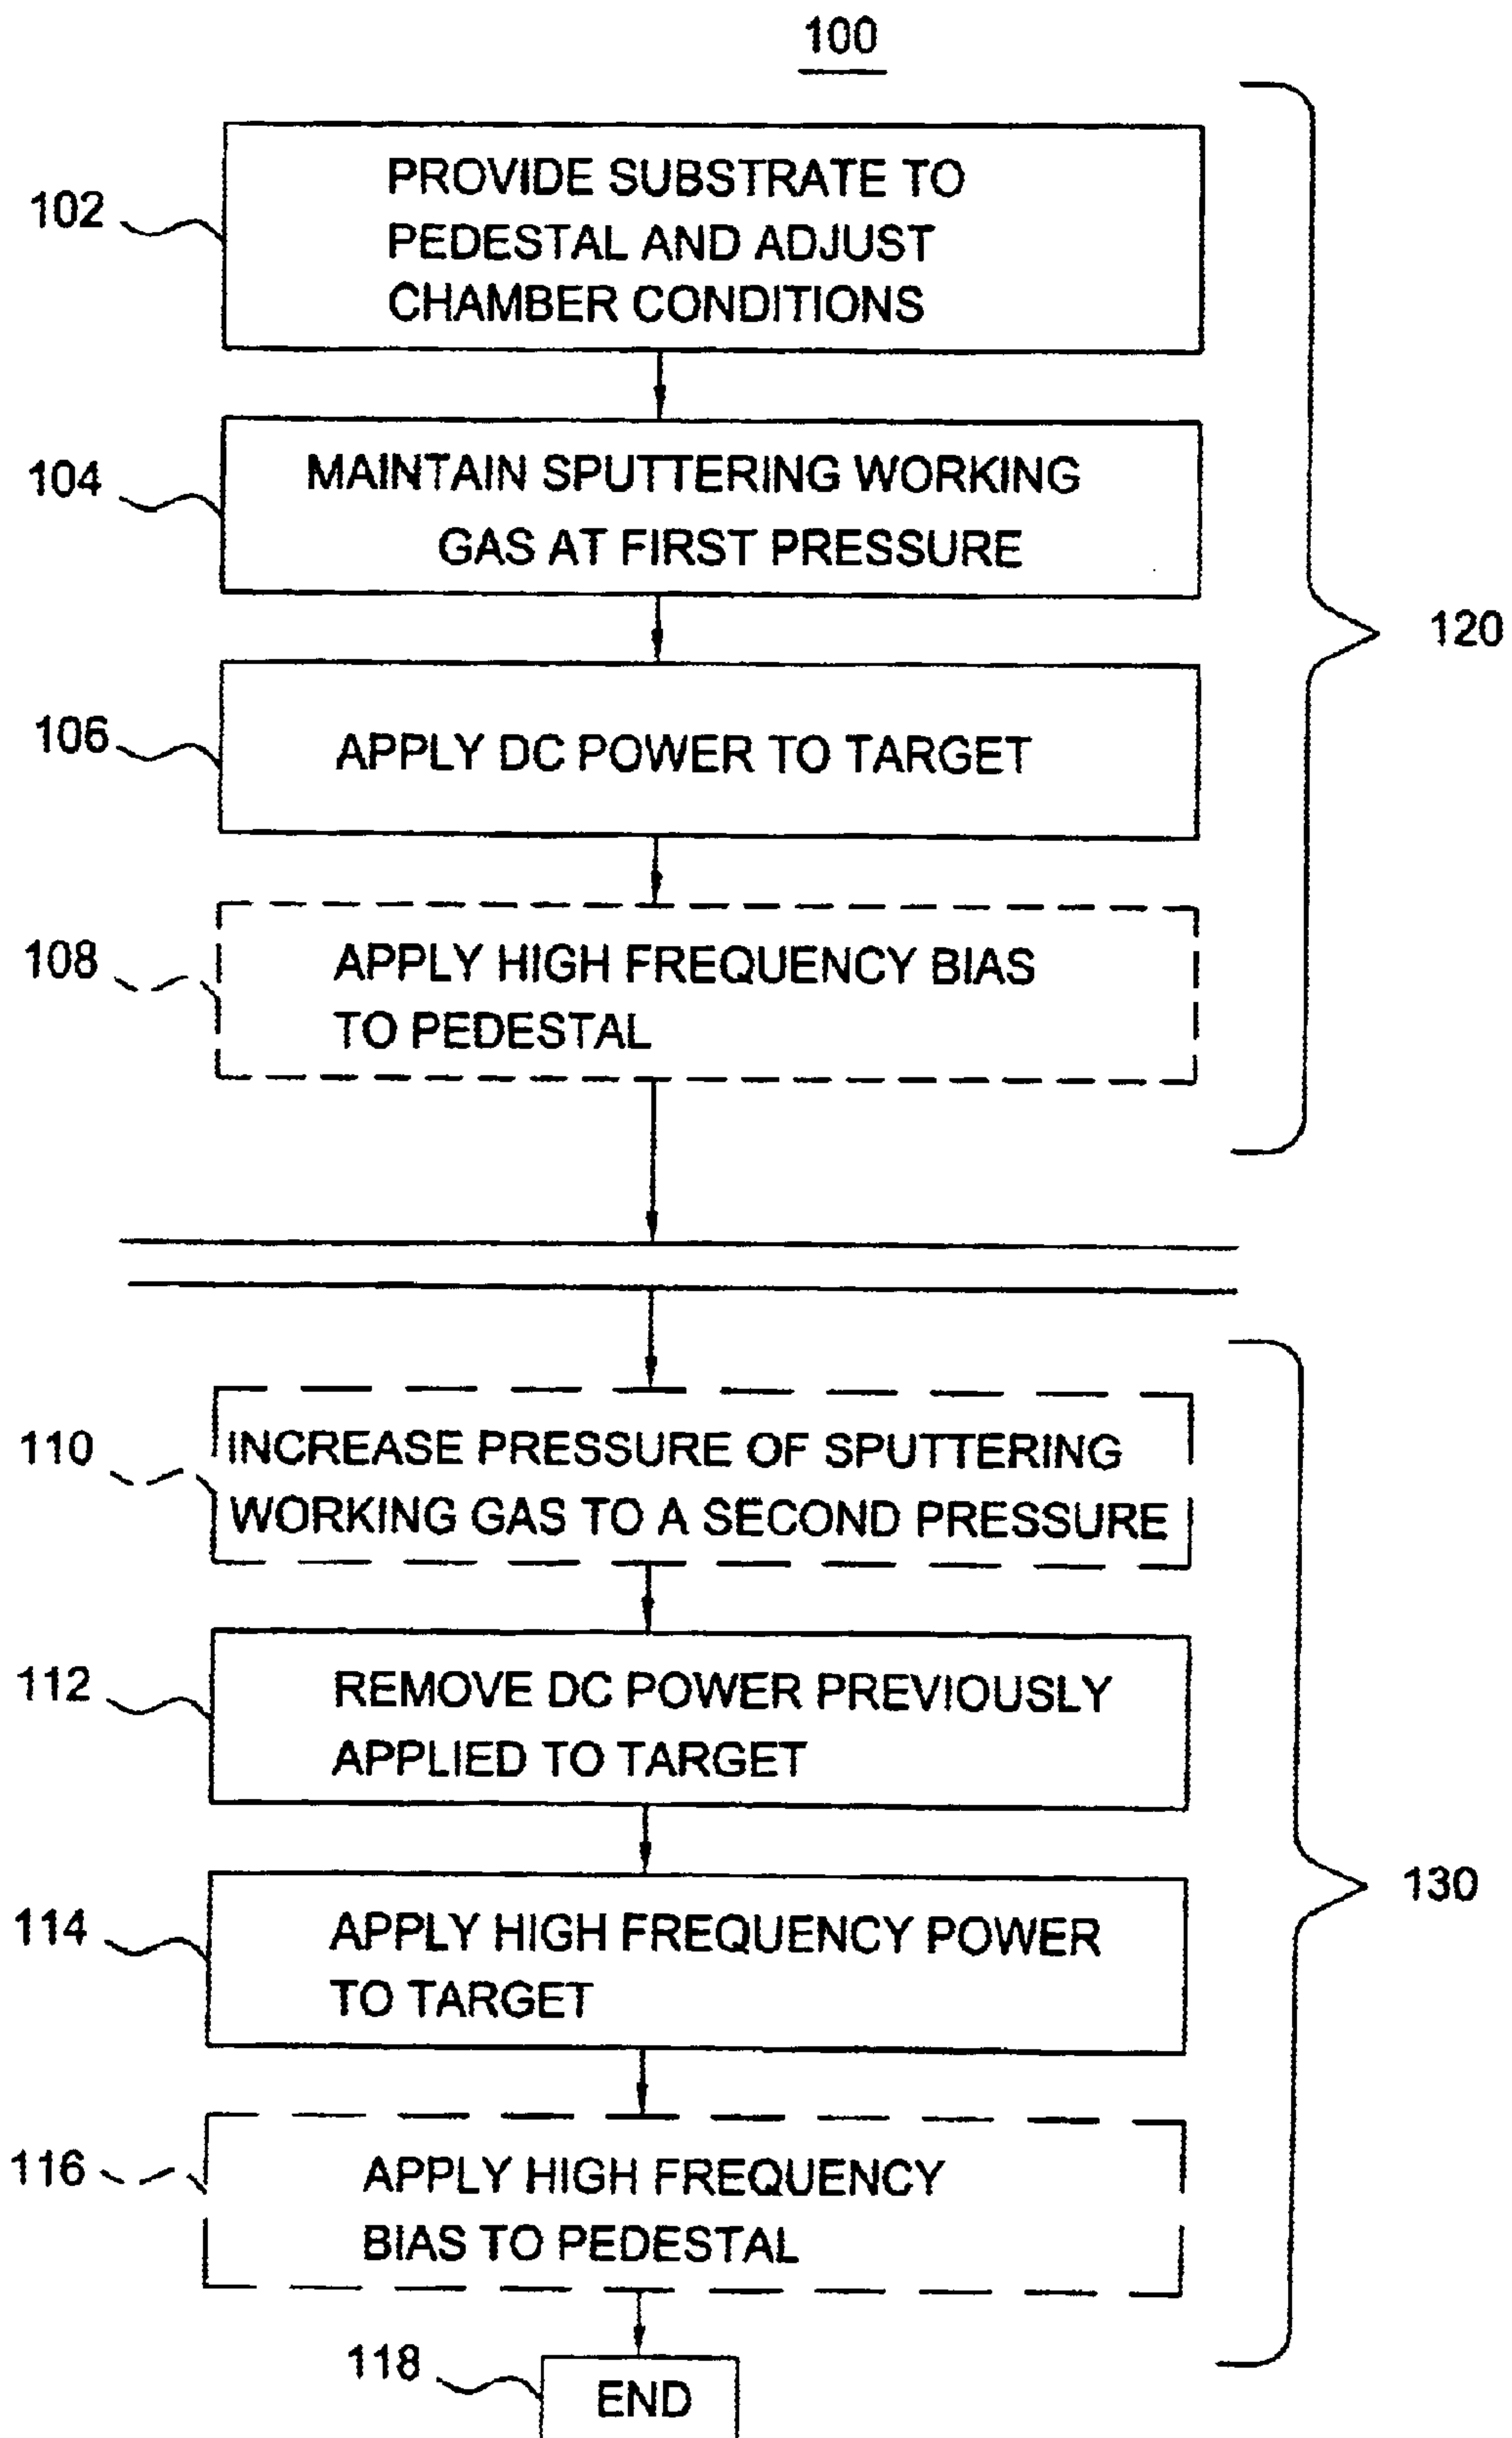 100
102
PROVIDE SUBSTRATE TO
PEDESTAL AND ADJUST
CHAMBER CONDITIONS
104
MAINTAIN SPUTTERING WORKING
GAS AT FIRST PRESSURE
120
106
APPLY DC POWER TO TARGET
108
APPLY HIGH FREQUENCY BIAS
TO PEDESTAL
110
INCREASE PRESSURE OF SPUTTERING
WORKING GAS TO A SECOND PRESSURE
112
REMOVE DC POWER PREVIOUSLY
APPLIED TO TARGET
130
114
APPLY HIGH FREQUENCY POWER
TO TARGET
116
APPLY HIGH FREQUENCY
BIAS TO PEDESTAL
118
END